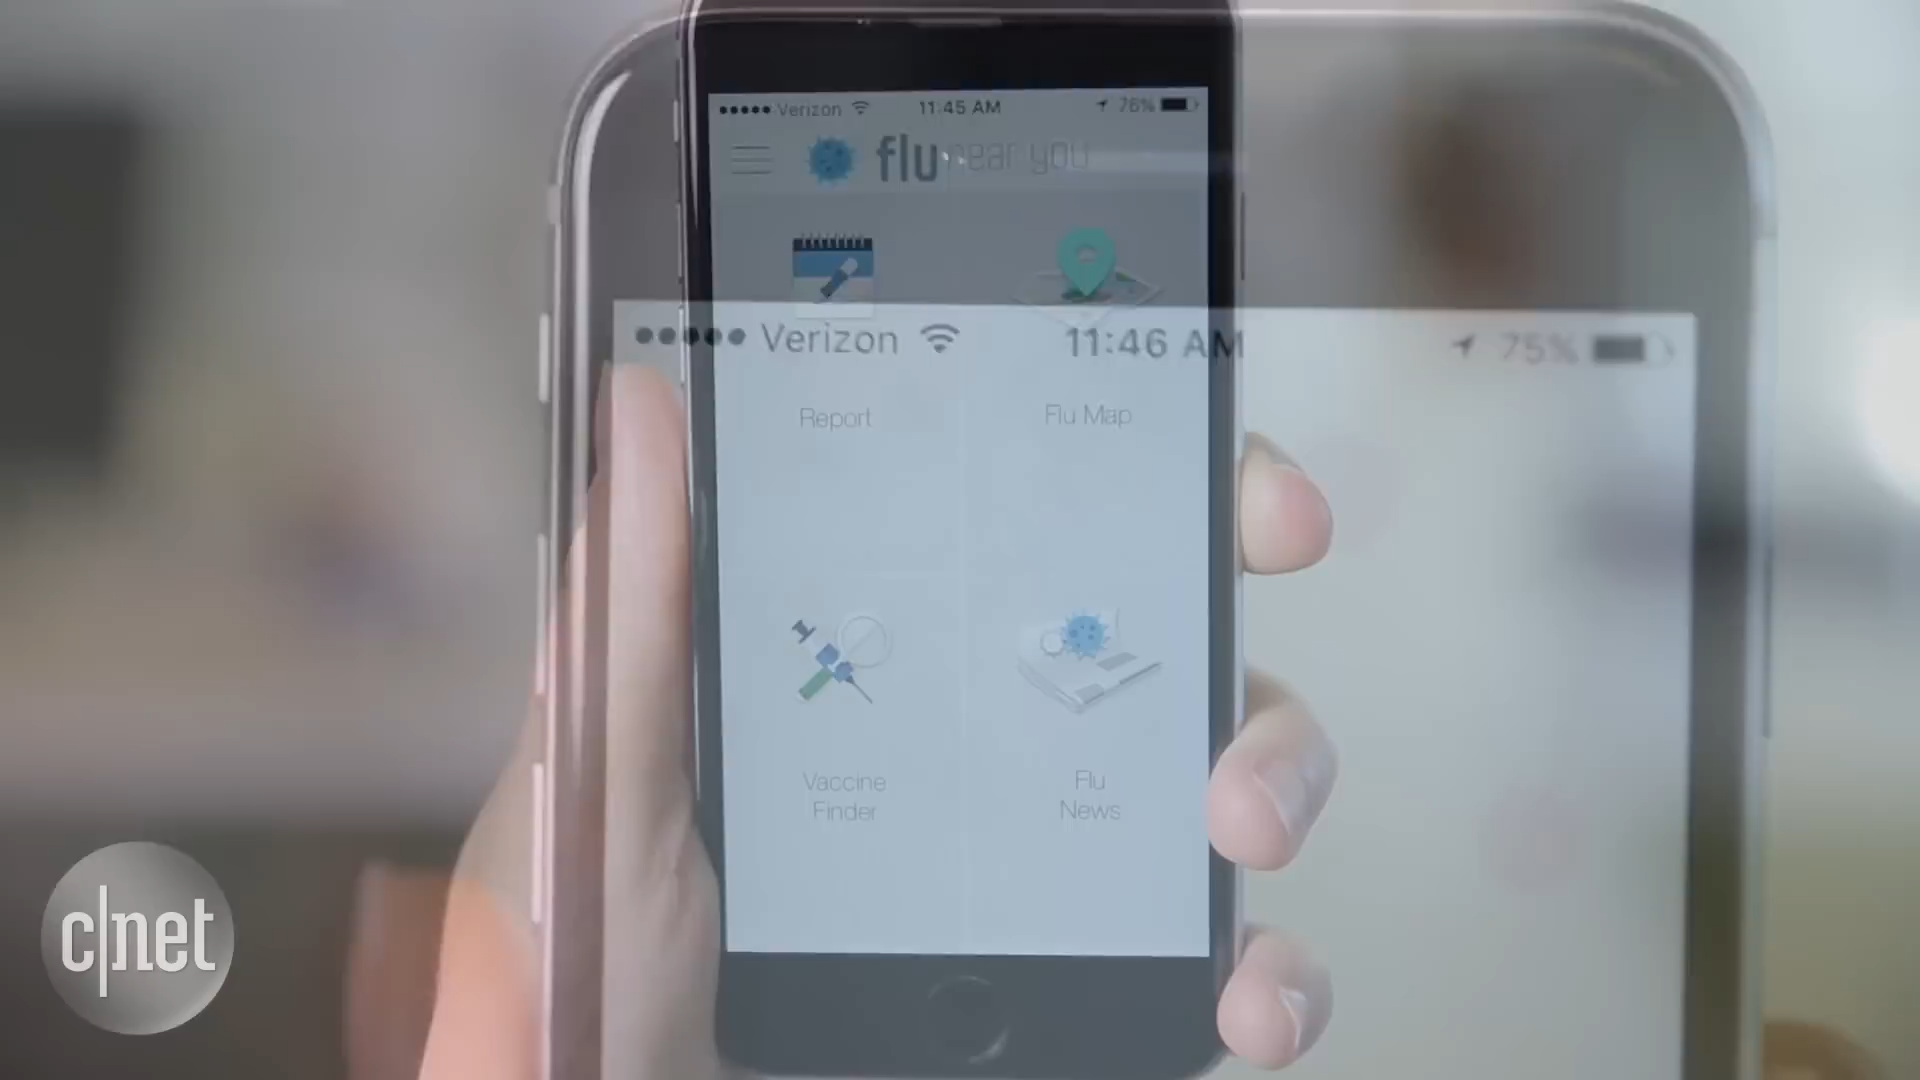 Verizon 11:45 AM 76%
flu near you
Verizon 11:46 AM 75%
Report
Flu Map
Vaccine
Finder
Flu
News
c|net